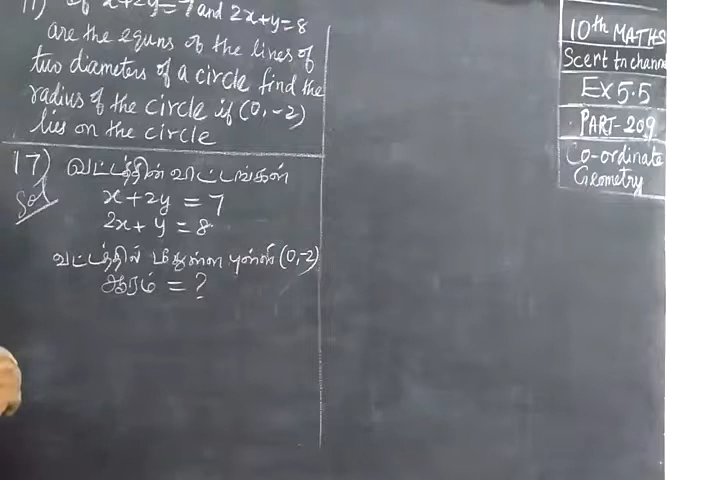 17) If x+2y=7 and 2x+y=8
are the equns of the lines of
two diameters of a circle find the
radius of the circle if (0,-2)
lies on the circle
17) வட்டத்தின் விட்டங்கள்
Sol
x+2y = 7
2x+y = 8
வட்டத்தில் மீதுள்ள புள்ளி (0,-2)
ஆரம் = ?
10th MATHS
Scert tn channel
EX 5.5
PART-209
Co-ordinate
Geometry